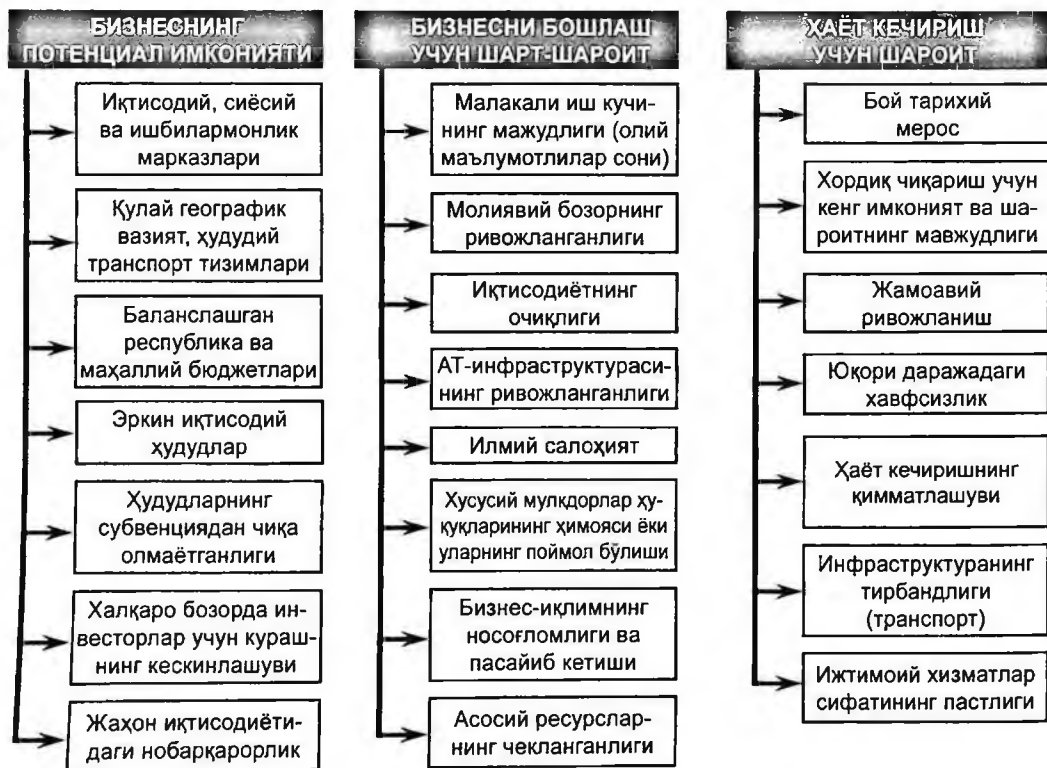 БИЗНЕСНИНГ
ПОТЕНЦИАЛ ИМКОНИЯТИ
Иқтисодий, сиёсий
ва ишбилармонлик
марказлари
Қулай географик
вазият, ҳудудий
транспорт тизимлари
Баланслашган
республика ва
маҳаллий бюджетлари
Эркин иқтисодий
ҳудудлар
Ҳудудларнинг
субвенциядан чиқа
олмаётганлиги
Халқаро бозорда ин-
весторлар учун кураш-
нинг кескинлашуви
Жаҳон иқтисодиёти-
даги нобарқарорлик
БИЗНЕСНИ БОШЛАШ
УЧУН ШАРТ-ШАРОИТ
Малакали иш кучи-
нинг мажудлиги (олий
маълумотлилар сони)
Молиявий бозорнинг
ривожланганлиги
Иқтисодиётнинг
очиқлиги
АТ-инфраструктураси-
нинг ривожланганлиги
Илмий салоҳият
Хусусий мулкдорлар ҳу-
қуқларининг ҳимояси ёки
уларнинг поймол бўлиши
Бизнес-иқлимнинг
носоғломлиги ва
пасайиб кетиши
Асосий ресурслар-
нинг чекланганлиги
ҲАЁТ КЕЧИРИШ
УЧУН ШАРОИТ
Бой тарихий
мерос
Хордиқ чиқариш учун
кенг имконият ва ша-
роитнинг мавжудлиги
Жамоавий
ривожланиш
Юқори даражадаги
хавфсизлик
Ҳаёт кечиришнинг
қимматлашуви
Инфраструктуранинг
тирбандлиги
(транспорт)
Ижтимоий хизматлар
сифатининг пастлиги